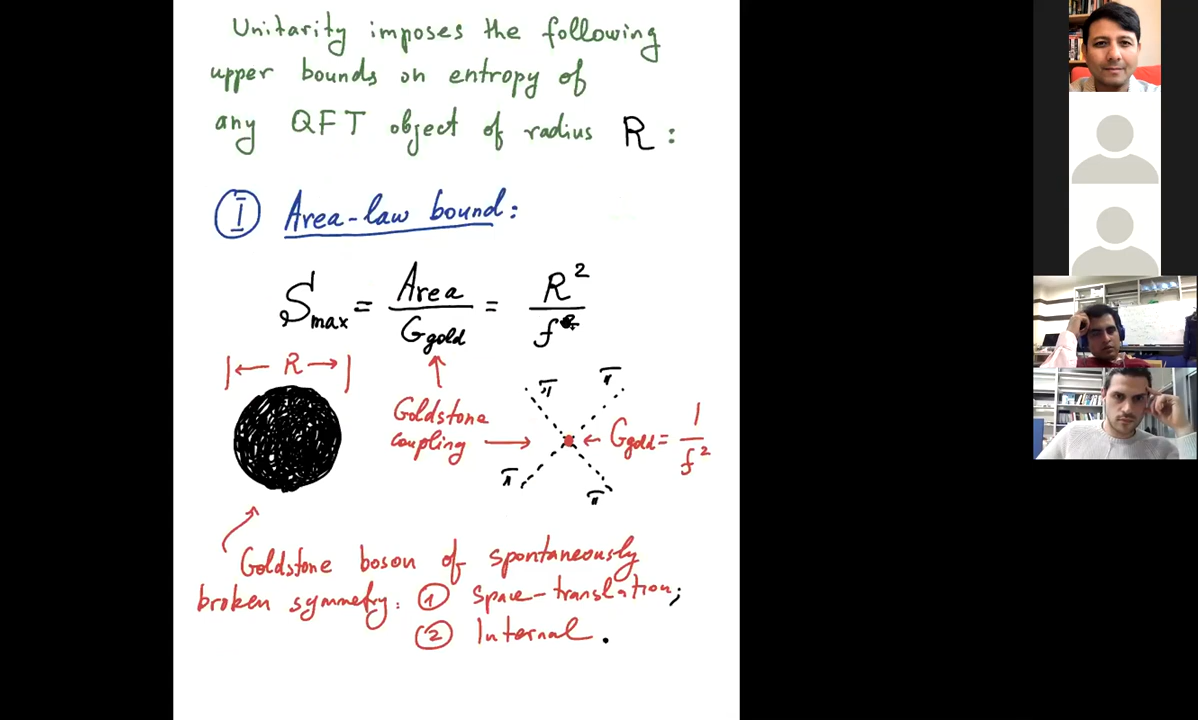 Unitarity imposes the following
upper bounds on entropy of
any QFT object of radius R :
I Area-law bound:
S_max = Area / G_gold = R^2 / f^2
|← R →|
Goldstone
coupling → ← G_gold = 1 / f^2
π π
π π
Goldstone boson of spontaneously
broken symmetry: 1 Space-translation;
2 Internal.